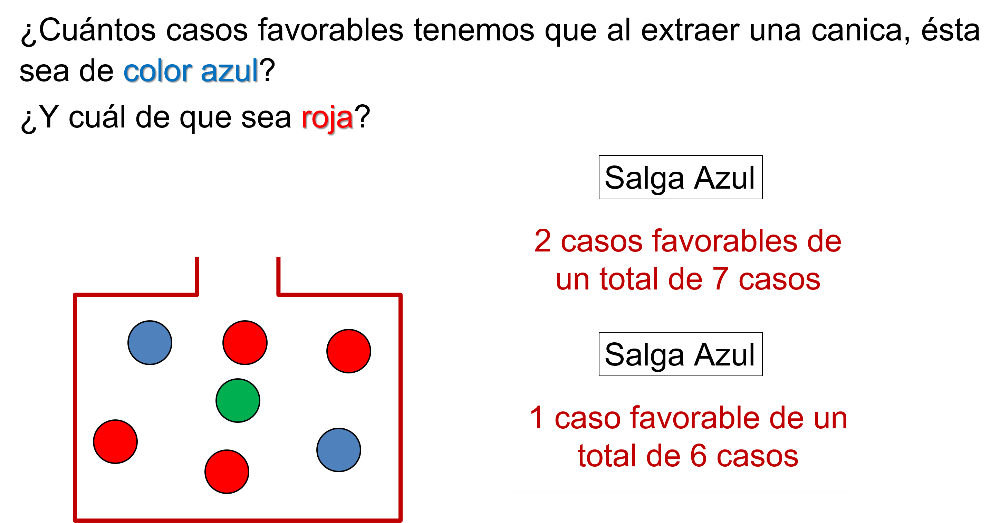 ¿Cuántos casos favorables tenemos que al extraer una canica, ésta
sea de color azul?
¿Y cuál de que sea roja?
Salga Azul
2 casos favorables de
un total de 7 casos
Salga Azul
1 caso favorable de un
total de 6 casos